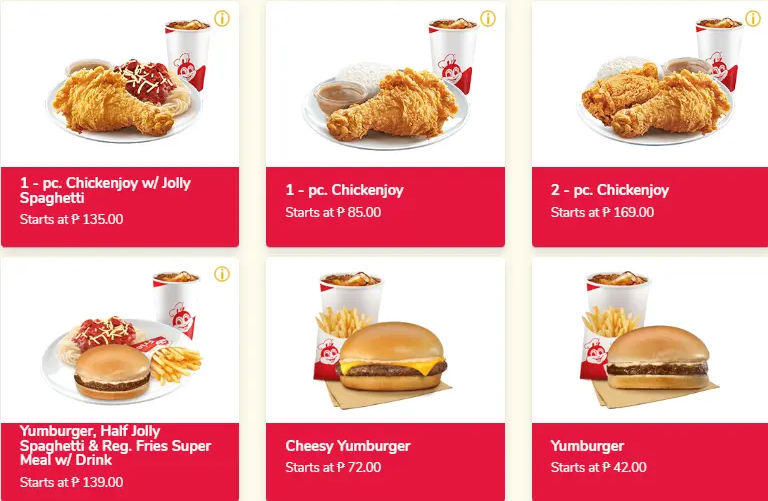 1 - pc. Chickenjoy w/ Jolly
Spaghetti
Starts at ₱ 135.00
1 - pc. Chickenjoy
Starts at ₱ 85.00
2 - pc. Chickenjoy
Starts at ₱ 169.00
Yumburger, Half Jolly
Spaghetti & Reg. Fries Super
Meal w/ Drink
Starts at ₱ 139.00
Cheesy Yumburger
Starts at ₱ 72.00
Yumburger
Starts at ₱ 42.00